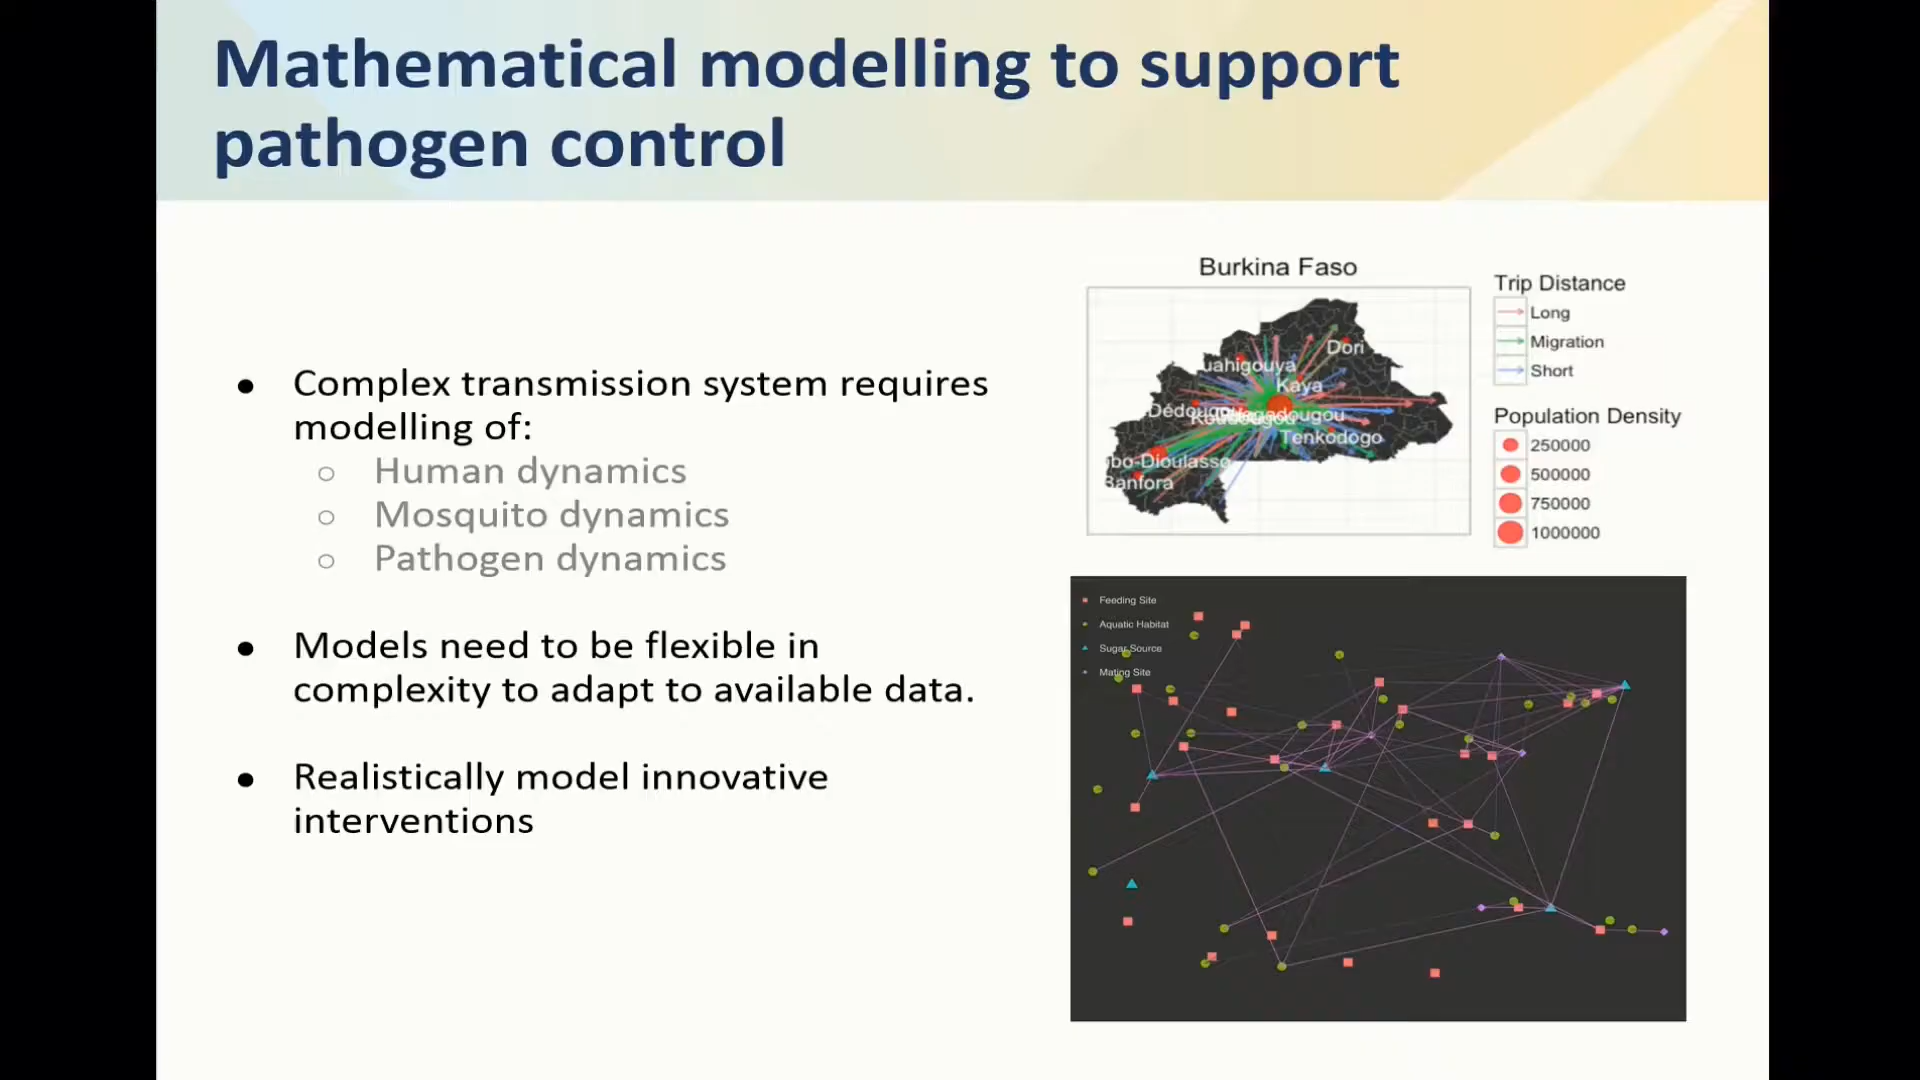 Mathematical modelling to support
pathogen control
Complex transmission system requires
modelling of:
Human dynamics
Mosquito dynamics
Pathogen dynamics
Models need to be flexible in
complexity to adapt to available data.
Realistically model innovative
interventions
Burkina Faso
Dori
uahigouya
Kaya
Tenkodogo
bo-Dioulasso
Banfora
Trip Distance
Long
Migration
Short
Population Density
250000
500000
750000
1000000
Feeding Site
Aquatic Habitat
Sugar Source
Mating Site